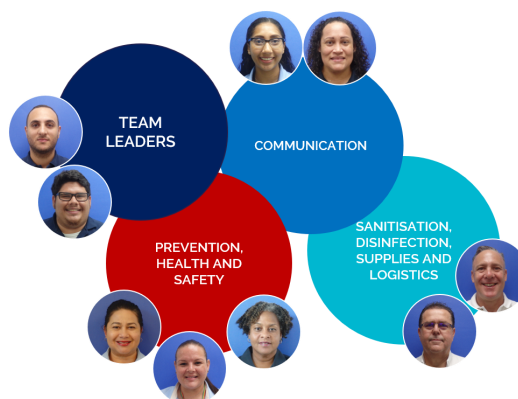 TEAM
LEADERS
COMMUNICATION
PREVENTION,
HEALTH AND
SAFETY
SANITISATION,
DISINFECTION,
SUPPLIES AND
LOGISTICS